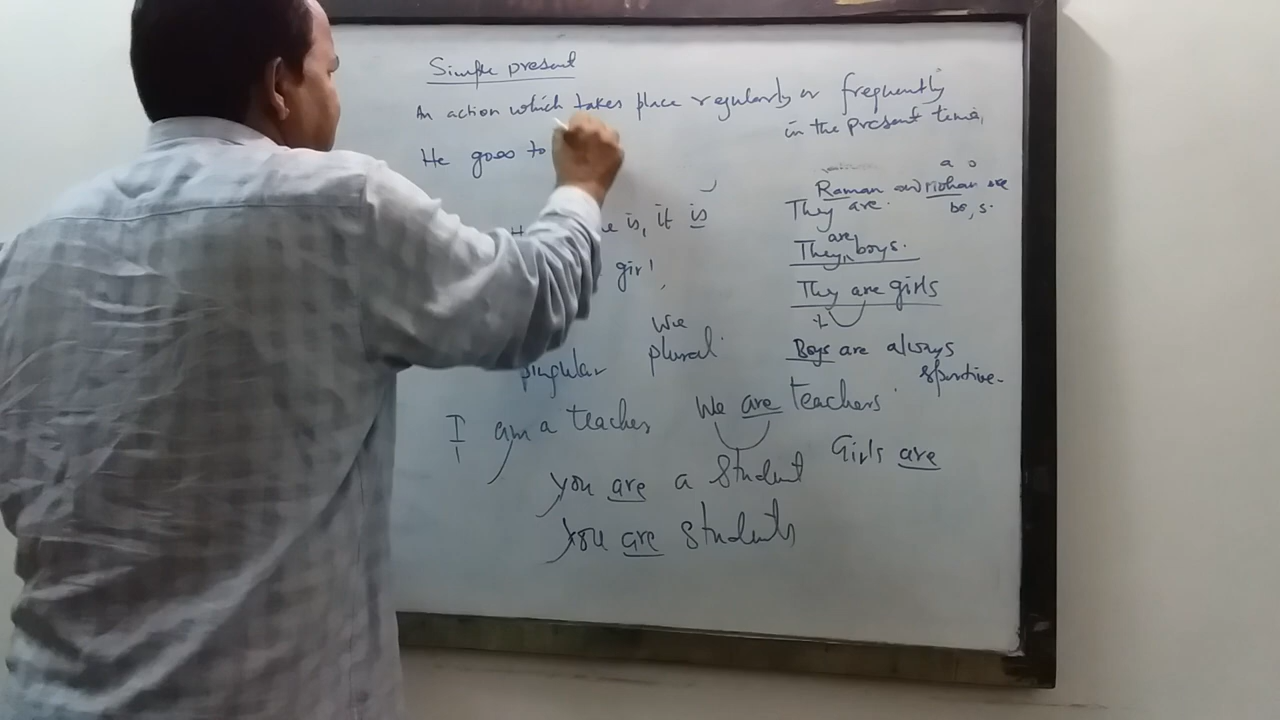 Simple present
An action which takes place regularly or frequently
in the present time,
He goes to
a o
Raman and are
They are.
is, it is
are
They boys.
girl,
They are girls
We
plural
Boys are always
singular
sportive.
We are teachers
I am a teacher
Girls are
you are a student
You are students